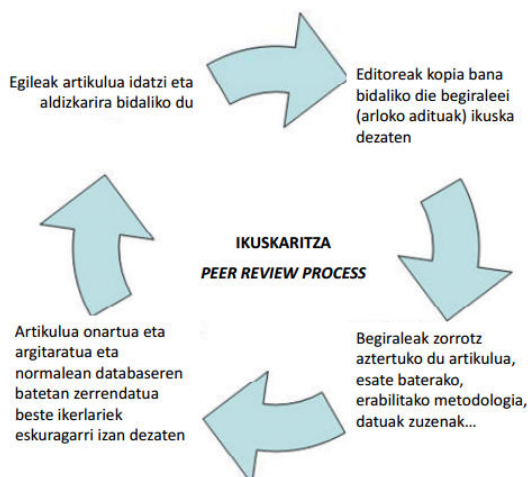 Egileak artikulua idatzi eta
aldizkarira bidaliko du
Editoreak kopia bana
bidaliko die begiraleei
(arloko adituak) ikuska
dezaten
IKUSKARITZA
PEER REVIEW PROCESS
Begiraleak zorrotz
aztertuko du artikulua,
esate baterako,
erabilitako metodologia,
datuak zuzenak...
Artikulua onartua eta
argitaratua eta
normalean databaseren
batetan zerrendatua
beste ikerlariek
eskuragarri izan dezaten